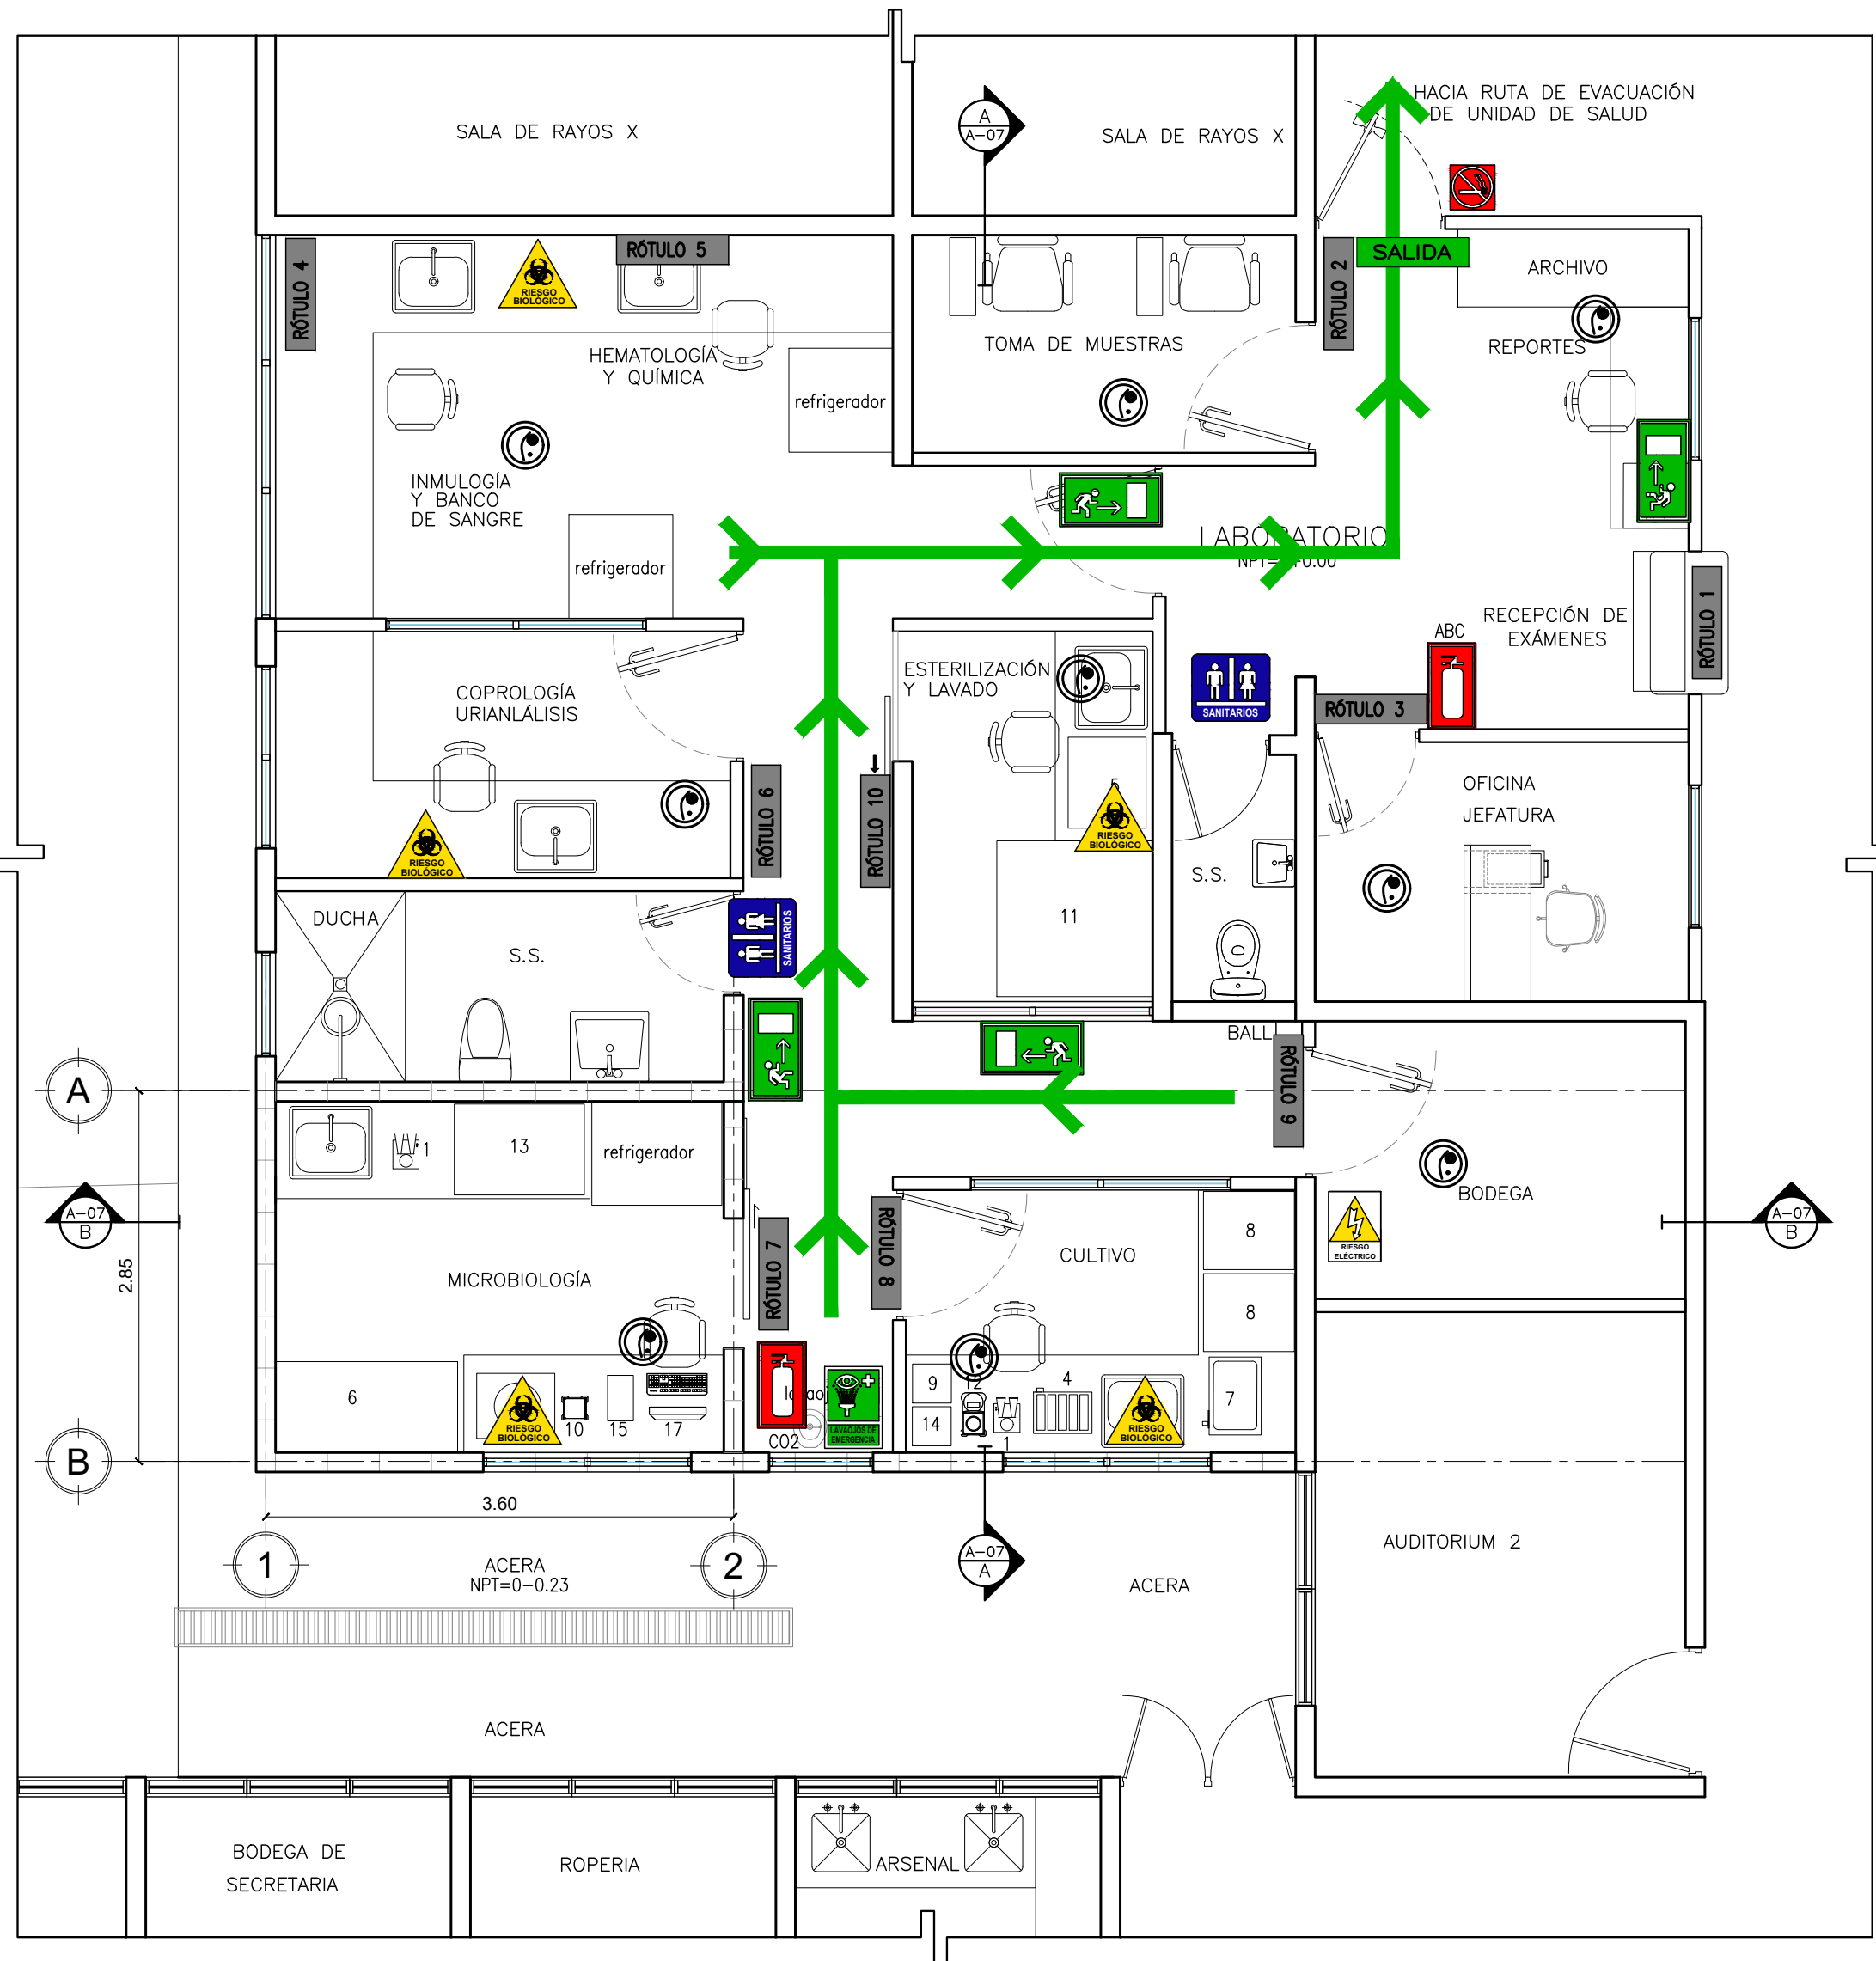 HACIA RUTA DE EVACUACIÓN
DE UNIDAD DE SALUD
SALA DE RAYOS X
A
A-07
SALA DE RAYOS X
RÓTULO 4
RIESGO
BIOLÓGICO
RÓTULO 5
RÓTULO 2
SALIDA
ARCHIVO
HEMATOLOGÍA
Y QUÍMICA
TOMA DE MUESTRAS
REPORTES
refrigerador
INMULOGÍA
Y BANCO
DE SANGRE
refrigerador
LABORATORIO
RECEPCIÓN DE
EXÁMENES
RÓTULO 1
ABC
COPROLOGÍA
URIANLÁLISIS
ESTERILIZACIÓN
Y LAVADO
SANITARIOS
RÓTULO 3
RÓTULO 6
RÓTULO 10
5
RIESGO
BIOLÓGICO
RIESGO
BIOLÓGICO
OFICINA
JEFATURA
S.S.
DUCHA
S.S.
SANITARIOS
11
BALL
RÓTULO 9
A
13
1
refrigerador
2.85
A-07
B
BODEGA
A-07
B
RIESGO
ELÉCTRICO
MICROBIOLOGÍA
RÓTULO 7
RÓTULO 8
CULTIVO
8
8
6
RIESGO
BIOLÓGICO
10
15
17
CO2
LAVAOJOS DE
EMERGENCIA
9
12
14
1
4
RIESGO
BIOLÓGICO
7
B
3.60
1
2
ACERA
NPT=0-0.23
A-07
A
ACERA
AUDITORIUM 2
ACERA
BODEGA DE
SECRETARIA
ROPERIA
ARSENAL